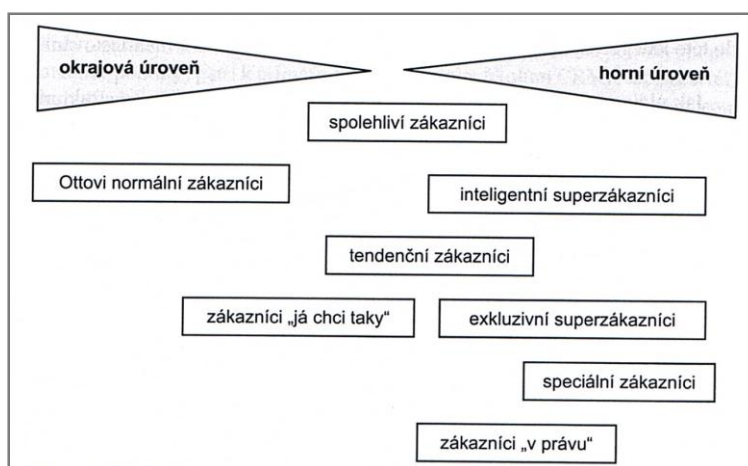 okrajová úroveň
horní úroveň
spolehliví zákazníci
Ottovi normální zákazníci
inteligentní superzákazníci
tendenční zákazníci
zákazníci „já chci taky“
exkluzivní superzákazníci
speciální zákazníci
zákazníci „v právu“